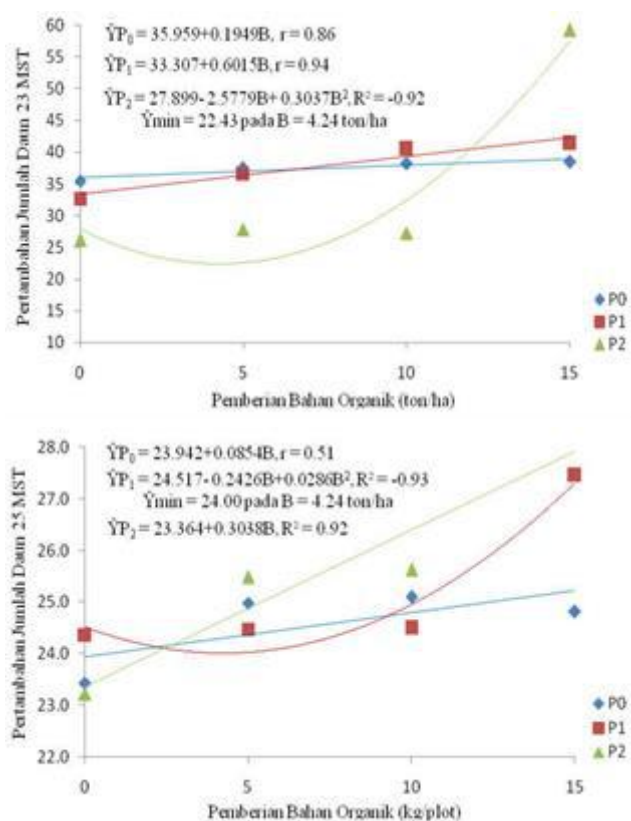 ŶP₀ = 35.959+0.1949B, r = 0.86
ŶP₁ = 33.307+0.6015B, r = 0.94
ŶP₂ = 27.899-2.5779B+0.3037B², R² = -0.92
Ŷmin = 22.43 pada B = 4.24 ton/ha
Pertambahan Jumlah Daun 23 MST
60
55
50
45
40
35
30
25
20
15
10
0
5
10
15
Pemberian Bahan Organik (ton/ha)
P0
P1
P2
ŶP₀ = 23.942+0.0854B, r = 0.51
ŶP₁ = 24.517-0.2426B+0.0286B², R² = -0.93
Ŷmin = 24.00 pada B = 4.24 ton/ha
ŶP₂ = 23.364+0.3038B, R² = 0.92
Pertambahan Jumlah Daun 25 MST
28.0
27.0
26.0
25.0
24.0
23.0
22.0
0
5
10
15
Pemberian Bahan Organik (kg/plot)
P0
P1
P2